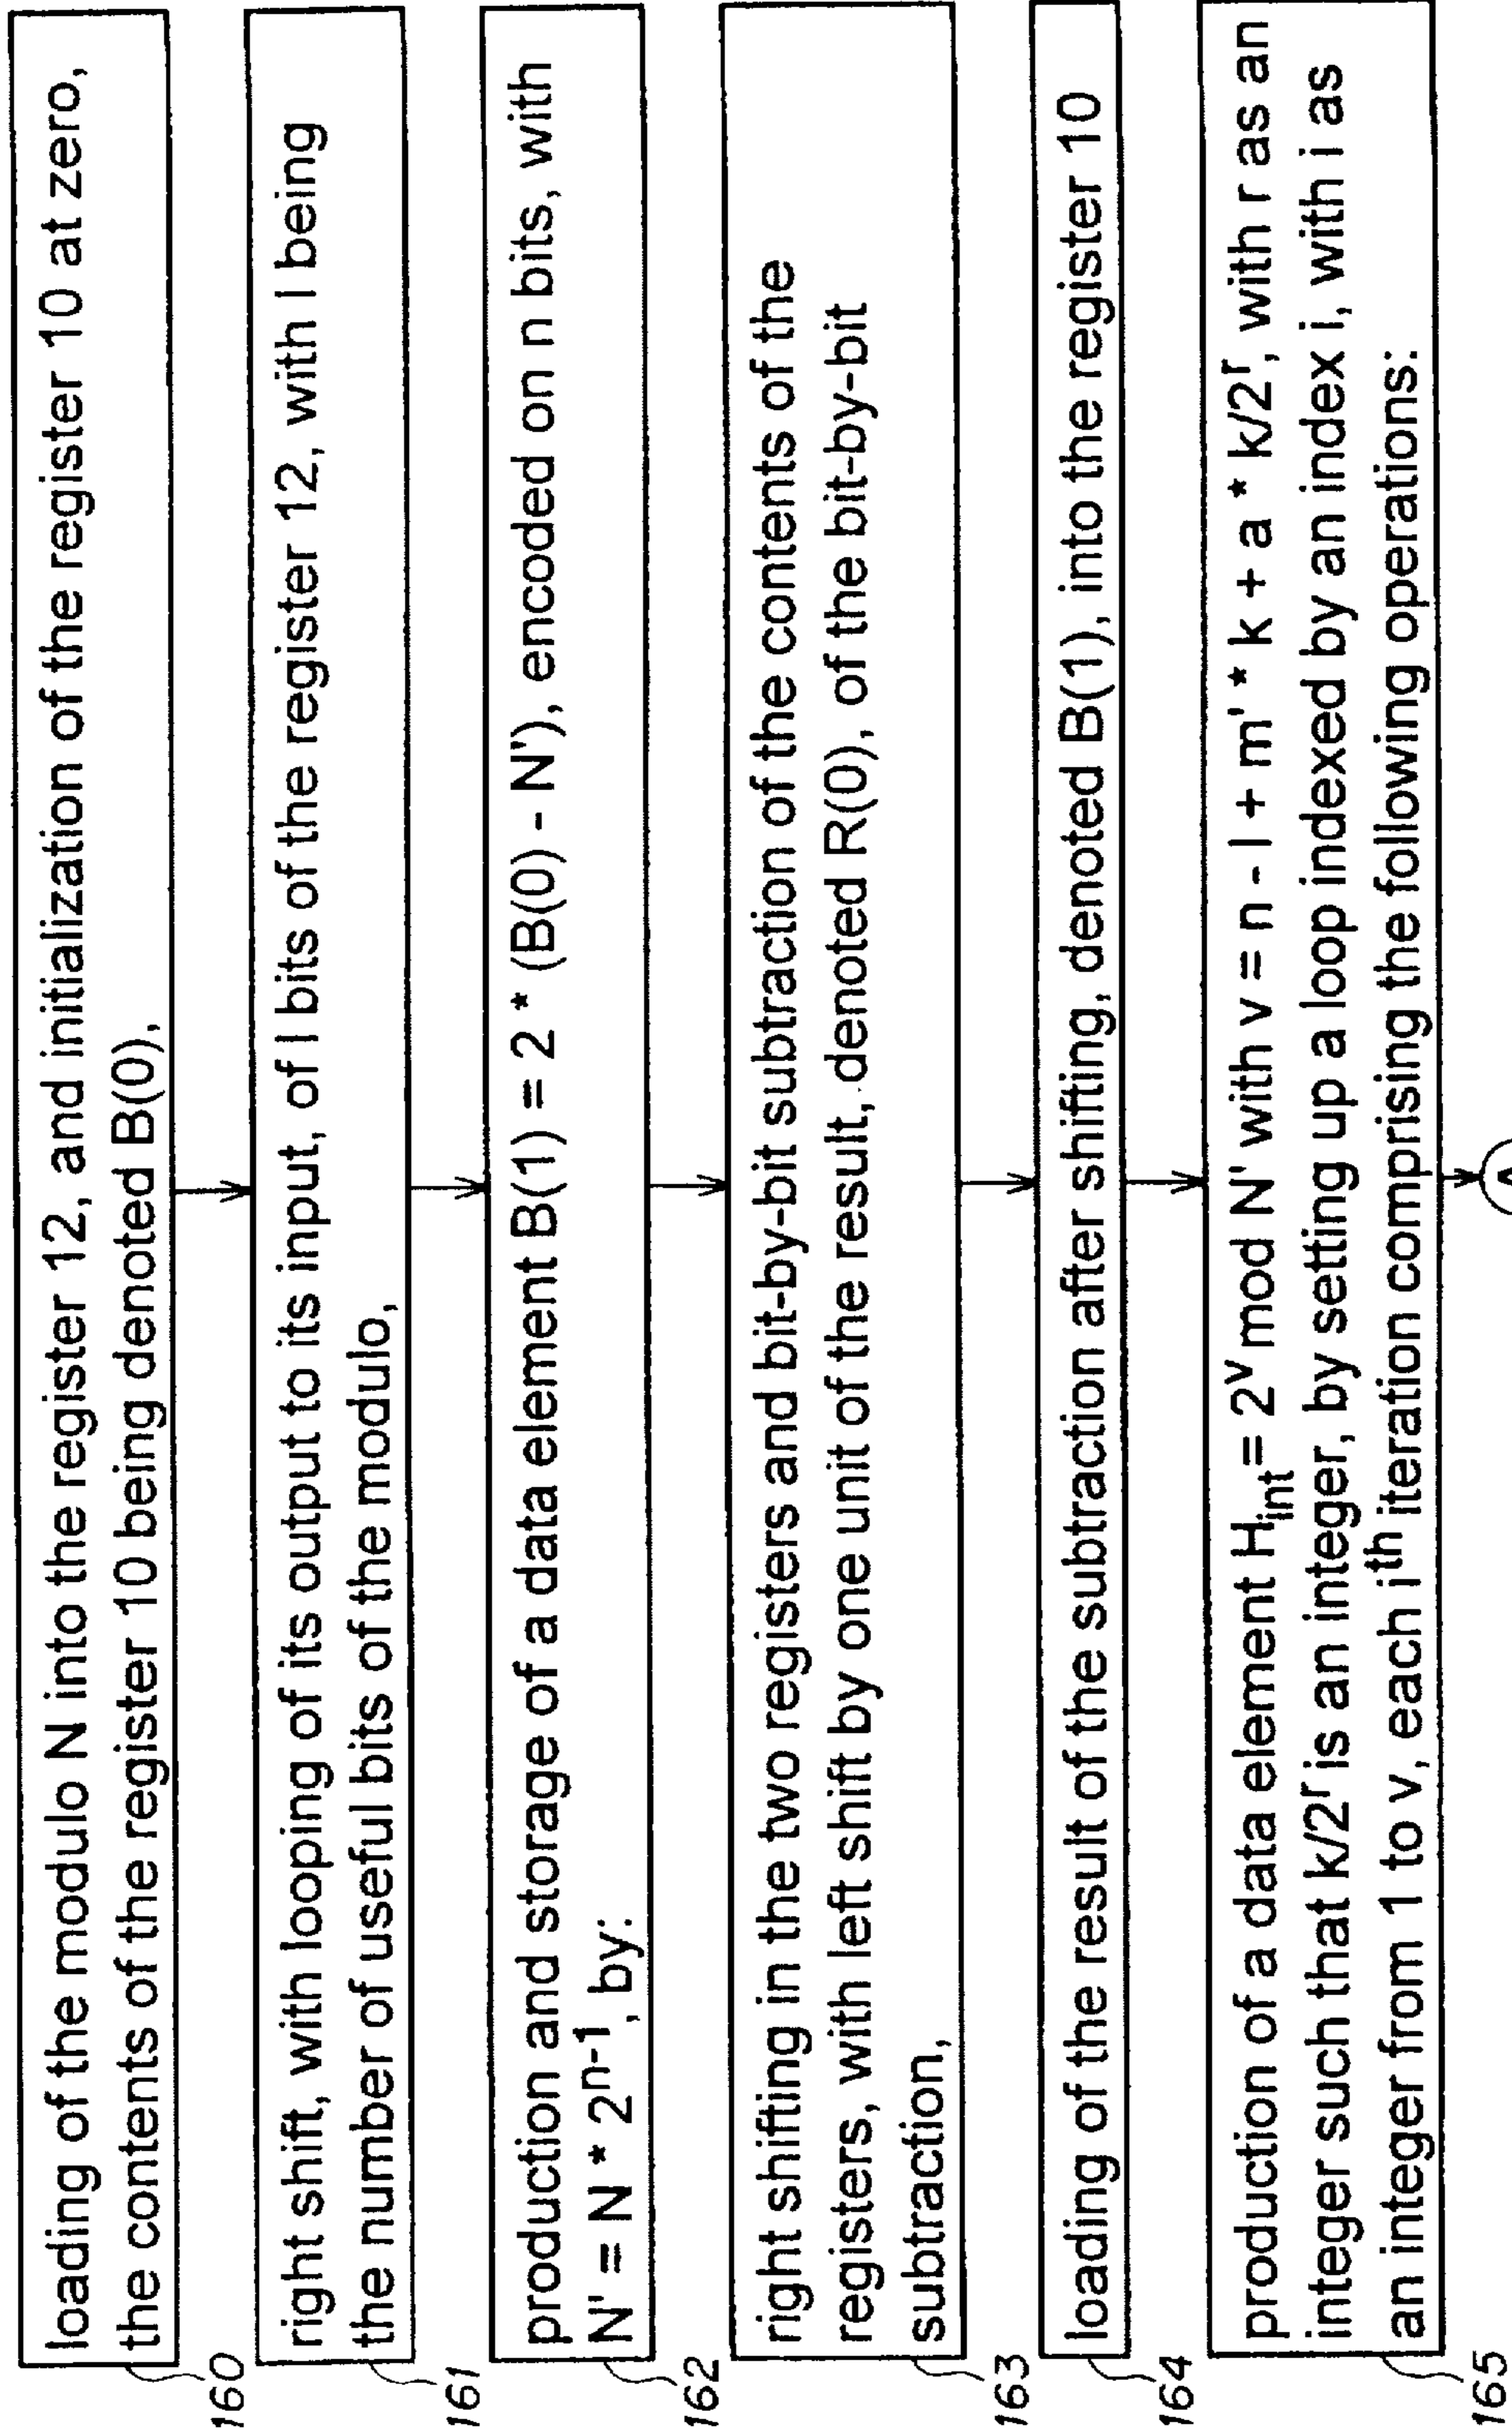 loading of the modulo N into the register 12, and initialization of the register 10 at zero,
the contents of the register 10 being denoted B(0),
160
right shift, with looping of its output to its input, of l bits of the register 12, with l being
the number of useful bits of the modulo,
161
production and storage of a data element B(1) = 2 * (B(0) - N'), encoded on n bits, with
N' = N * 2^{n-1}, by:
162
right shifting in the two registers and bit-by-bit subtraction of the contents of the
registers, with left shift by one unit of the result, denoted R(0), of the bit-by-bit
subtraction,
163
loading of the result of the subtraction after shifting, denoted B(1), into the register 10
164
production of a data element H_{int} = 2^v mod N' with v = n - l + m' * k + a * k/2^r, with r as an
integer such that k/2^r is an integer, by setting up a loop indexed by an index i, with i as
an integer from 1 to v, each i^{th} iteration comprising the following operations:
165
A